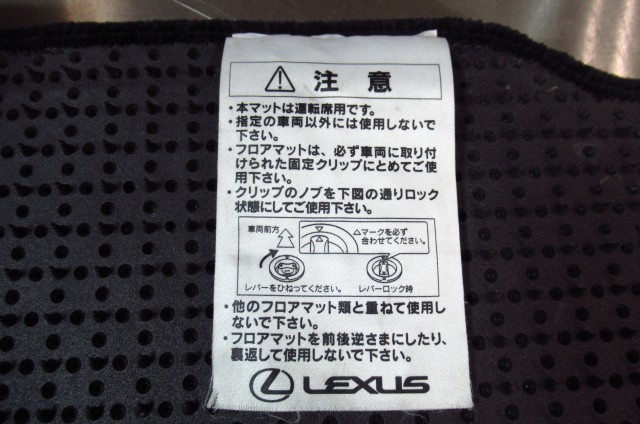 注意
・本マットは運転席用です。
・指定の車両以外には使用しないで
下さい。
・フロアマットは、必ず車両に取り付
けられた固定クリップにとめてご使
用下さい。
・クリップのノブを下図の通りロック
状態にしてご使用下さい。
車両前方
△マークを必ず
合わせてください。
レバーをひねってください。
レバーロック時
・他のフロアマット類と重ねて使用し
ないで下さい。
・フロアマットを前後逆さまにしたり、
裏返して使用しないで下さい。
LEXUS